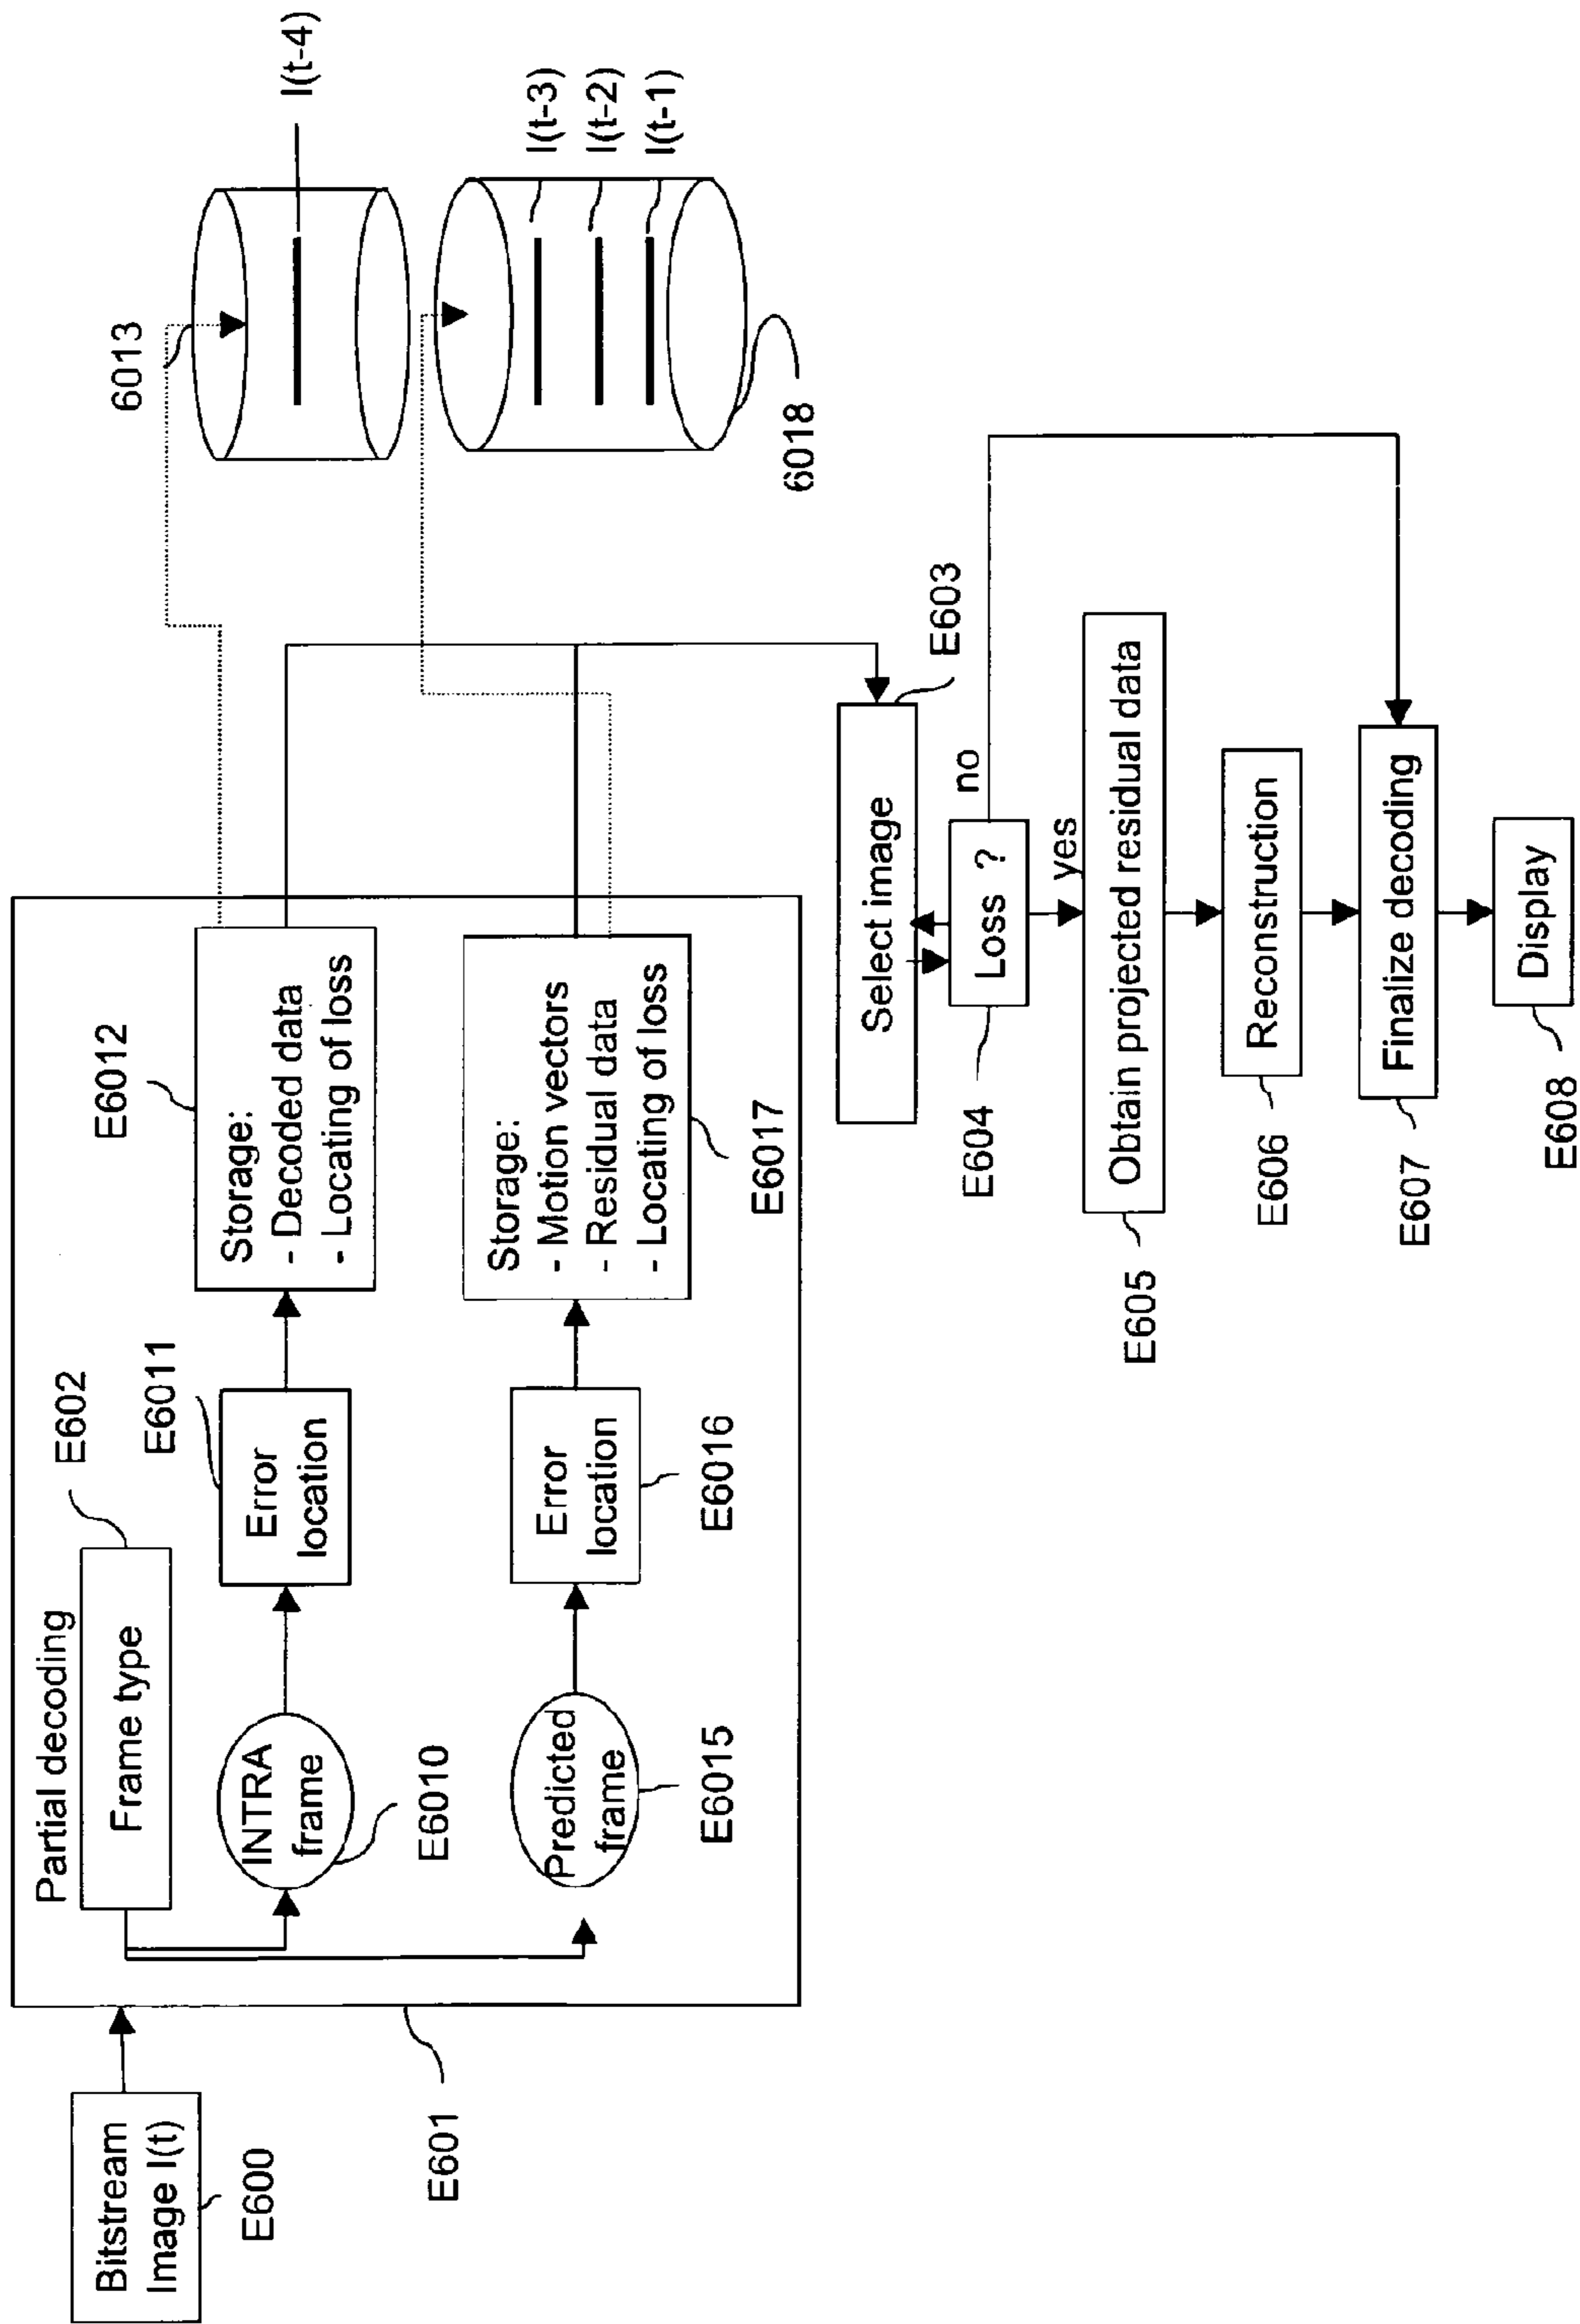 Bitstream
Image I(t)
E600
E601
Partial decoding
Frame type
E602
INTRA
frame
E6010
Error
location
E6011
Storage:
- Decoded data
- Locating of loss
E6012
Predicted
frame
E6015
Error
location
E6016
Storage:
- Motion vectors
- Residual data
- Locating of loss
E6017
6013
I(t-4)
I(t-3)
I(t-2)
I(t-1)
6018
Select image
E603
Loss ?
no
yes
E604
Obtain projected residual data
E605
Reconstruction
E606
Finalize decoding
E607
Display
E608